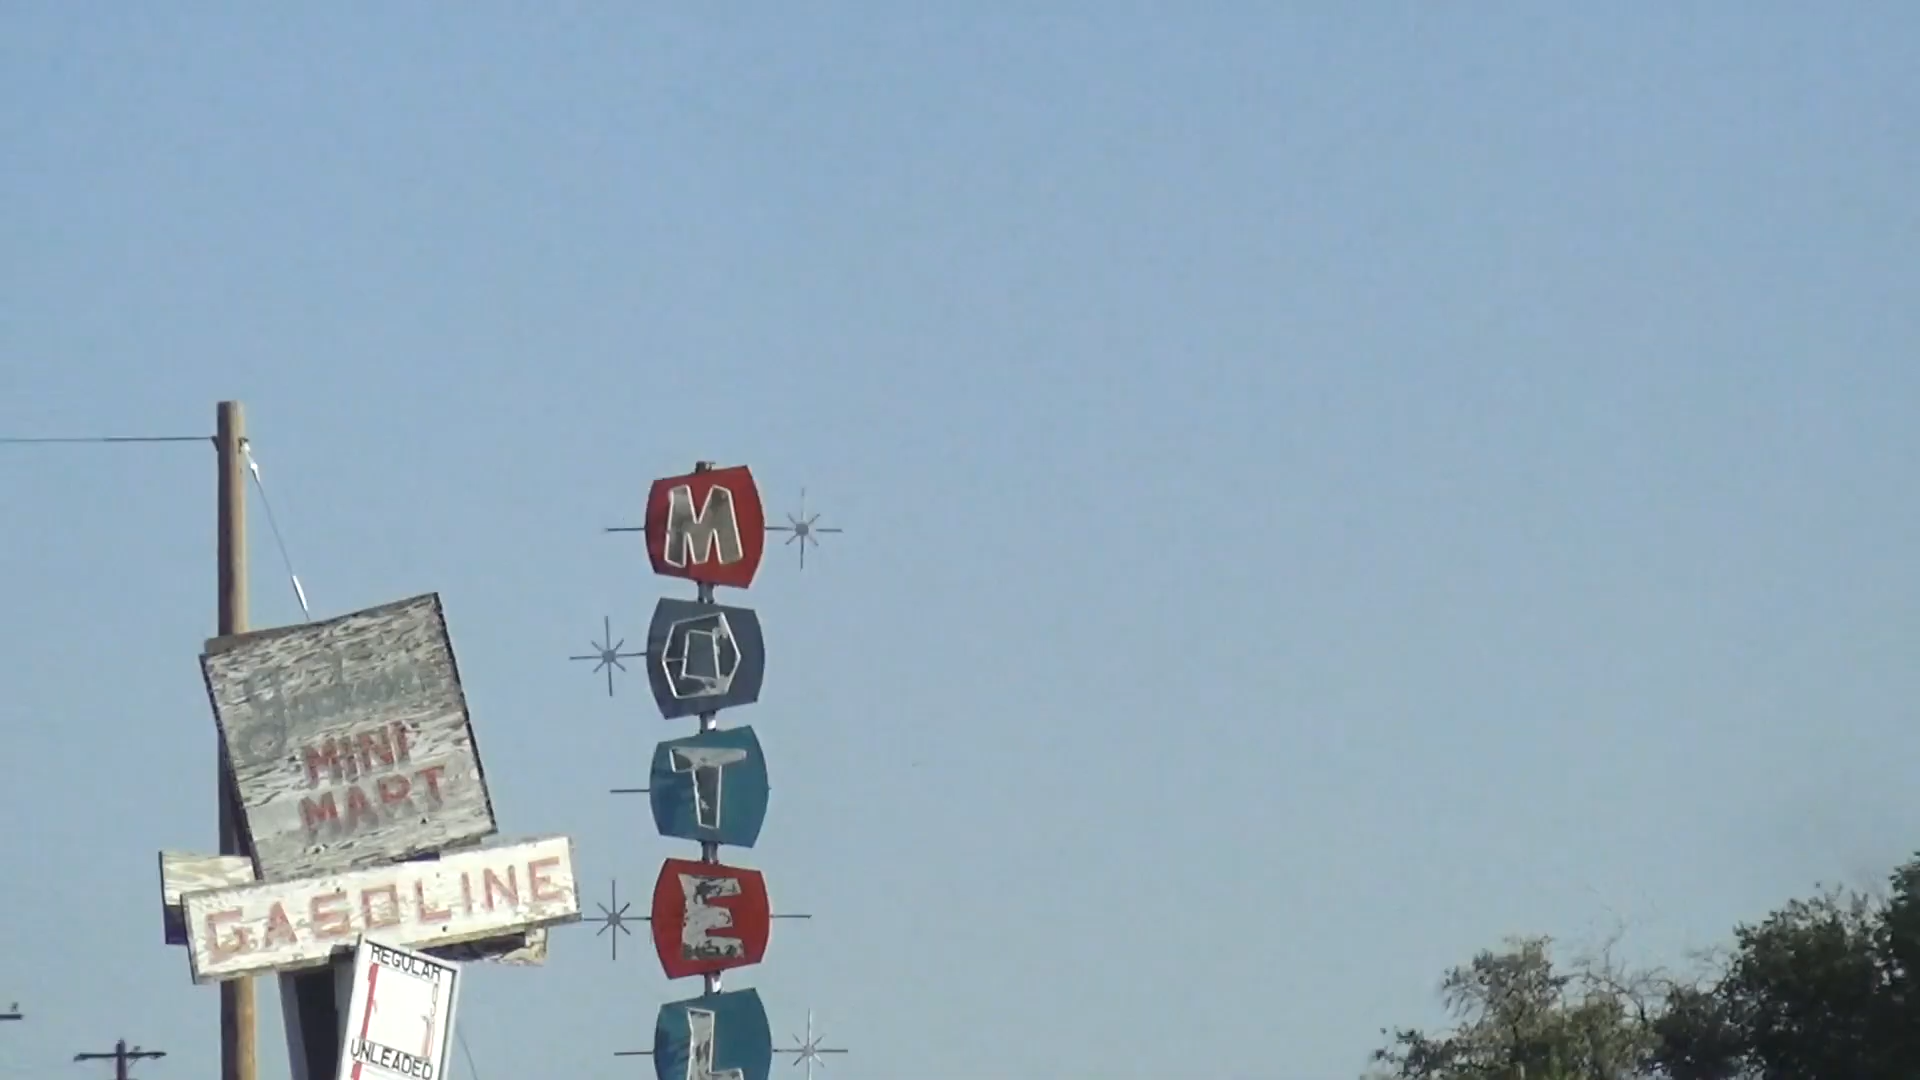 MINI
MART
GASOLINE
REGULAR
UNLEADED
M
O
T
E
L